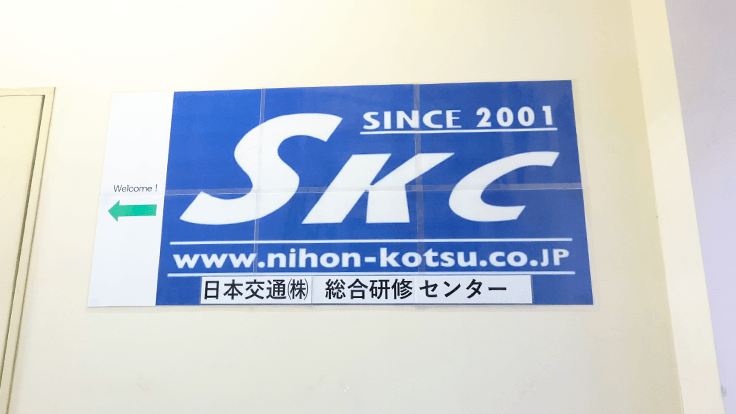 Welcome!
SINCE 2001
SKC
www.nihon-kotsu.co.JP
日本交通㈱ 総合研修センター